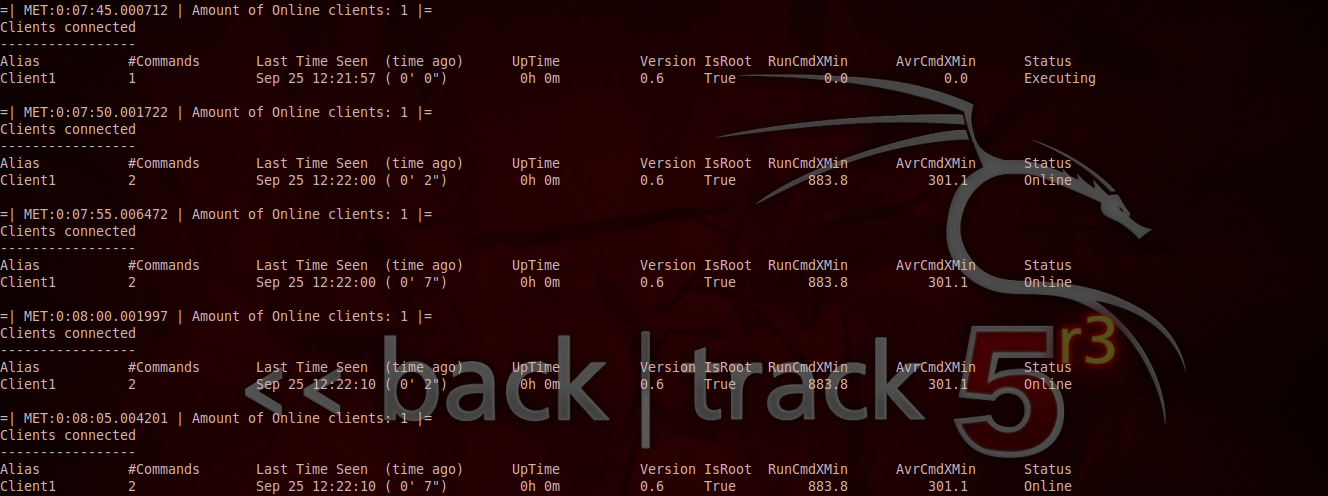 =| MET:0:07:45.000712 | Amount of Online clients: 1 |=
Clients connected
-----------------
Alias #Commands Last Time Seen (time ago) UpTime Version IsRoot RunCmdXMin AvrCmdXMin Status
Client1 1 Sep 25 12:21:57 ( 0' 0") 0h 0m 0.6 True 0.0 0.0 Executing
=| MET:0:07:50.001722 | Amount of Online clients: 1 |=
Clients connected
-----------------
Alias #Commands Last Time Seen (time ago) UpTime Version IsRoot RunCmdXMin AvrCmdXMin Status
Client1 2 Sep 25 12:22:00 ( 0' 2") 0h 0m 0.6 True 883.8 301.1 Online
=| MET:0:07:55.006472 | Amount of Online clients: 1 |=
Clients connected
-----------------
Alias #Commands Last Time Seen (time ago) UpTime Version IsRoot RunCmdXMin AvrCmdXMin Status
Client1 2 Sep 25 12:22:00 ( 0' 7") 0h 0m 0.6 True 883.8 301.1 Online
=| MET:0:08:00.001997 | Amount of Online clients: 1 |=
Clients connected
-----------------
Alias #Commands Last Time Seen (time ago) UpTime Version IsRoot RunCmdXMin AvrCmdXMin Status
Client1 2 Sep 25 12:22:10 ( 0' 2") 0h 0m 0.6 True 883.8 301.1 Online
=| MET:0:08:05.004201 | Amount of Online clients: 1 |=
Clients connected
-----------------
Alias #Commands Last Time Seen (time ago) UpTime Version IsRoot RunCmdXMin AvrCmdXMin Status
Client1 2 Sep 25 12:22:10 ( 0' 7") 0h 0m 0.6 True 883.8 301.1 Online
<< back | track 5 r3